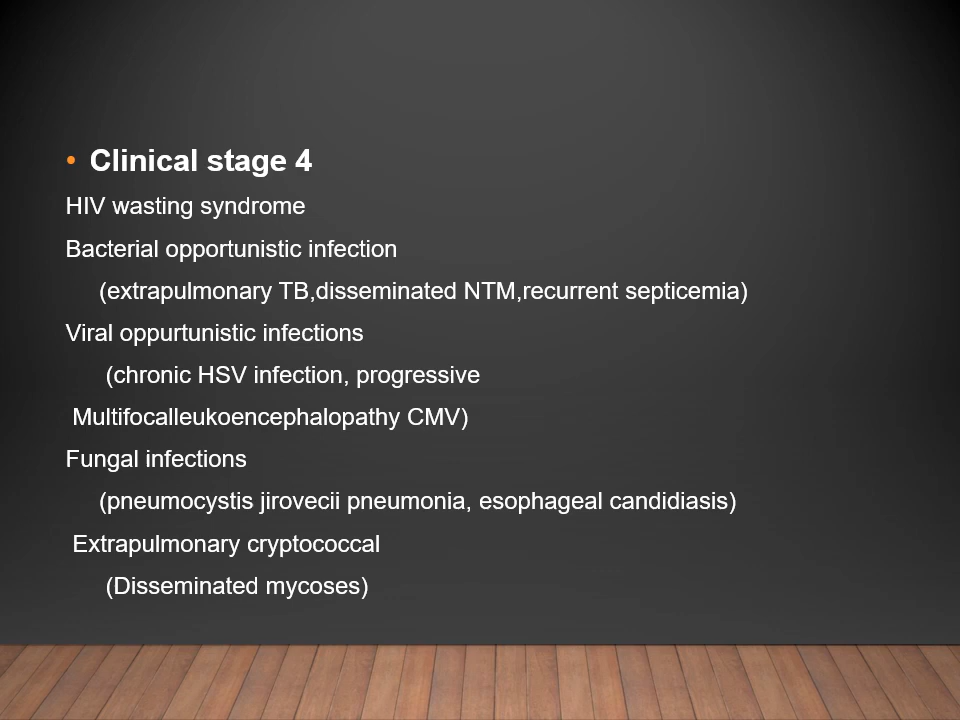 • Clinical stage 4
HIV wasting syndrome
Bacterial opportunistic infection
(extrapulmonary TB,disseminated NTM,recurrent septicemia)
Viral oppurtunistic infections
(chronic HSV infection, progressive
Multifocalleukoencephalopathy CMV)
Fungal infections
(pneumocystis jirovecii pneumonia, esophageal candidiasis)
Extrapulmonary cryptococcal
(Disseminated mycoses)